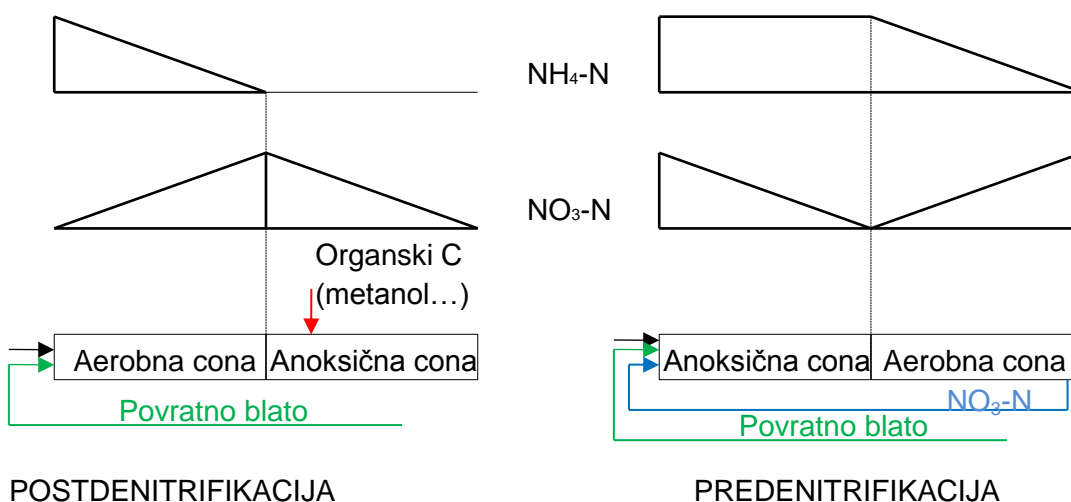 NH₄-N
NO₃-N
Organski C
(metanol...)
Aerobna cona
Anoksična cona
Povratno blato
POSTDENITRIFIKACIJA
Anoksična cona
Aerobna cona
NO₃-N
Povratno blato
PREDENITRIFIKACIJA